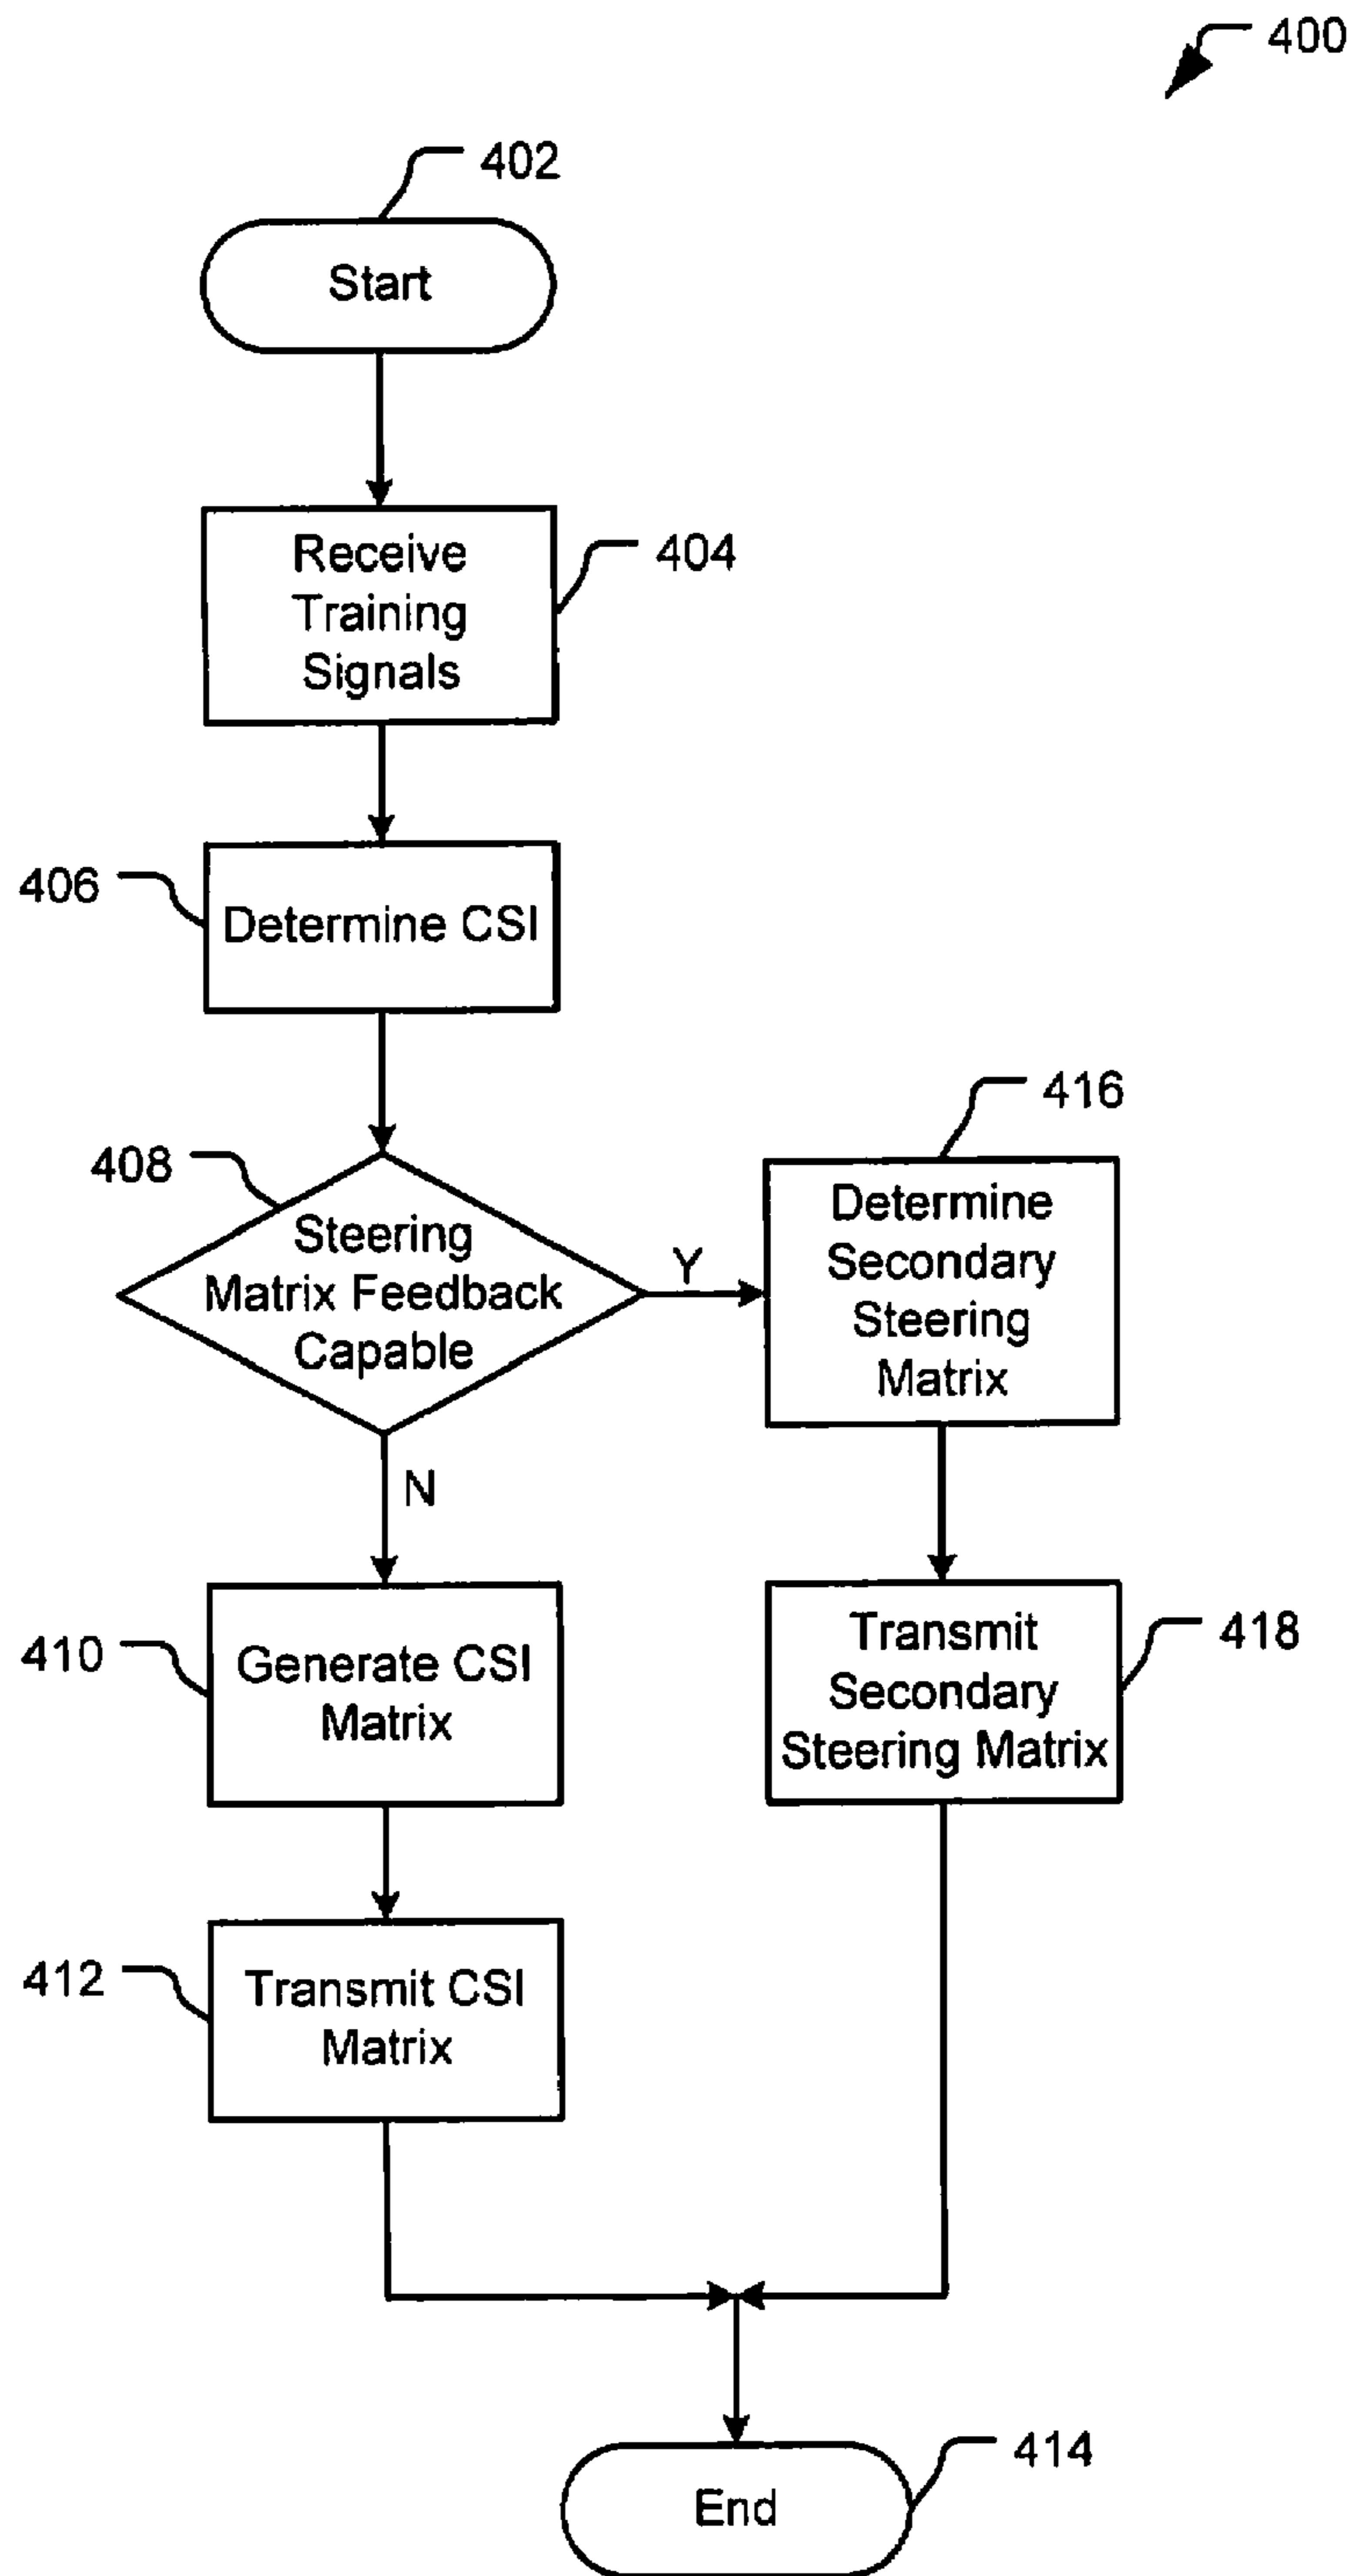 400
402
Start
Receive
Training
Signals
404
406
Determine CSI
408
Steering
Matrix Feedback
Capable
Y
N
416
Determine
Secondary
Steering
Matrix
410
Generate CSI
Matrix
Transmit
Secondary
Steering Matrix
418
412
Transmit CSI
Matrix
414
End